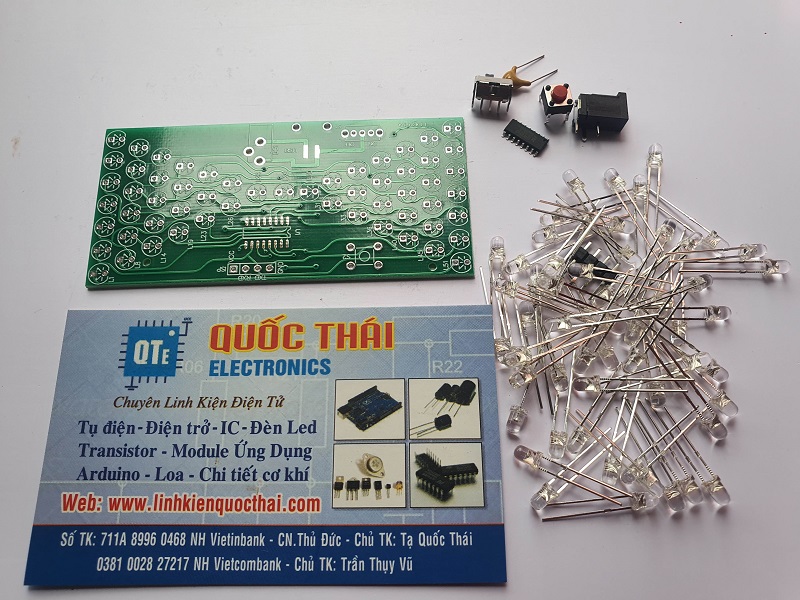 QTE
QUỐC THÁI
ELECTRONICS
Chuyên Linh Kiện Điện Tử
Tụ điện - Điện trở - IC - Đèn Led
Transistor - Module Ứng Dụng
Arduino - Loa - Chi tiết cơ khí
Web: www.linhkienquocthai.com
Số TK: 711A 8996 0468 NH Vietinbank - CN.Thủ Đức - Chủ TK: Tạ Quốc Thái
0381 0028 27217 NH Vietcombank - Chủ TK: Trần Thụy Vũ
R22